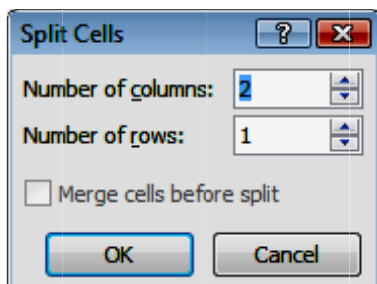 Split Cells ?
Number of columns: 2
Number of rows: 1
Merge cells before split
OK Cancel